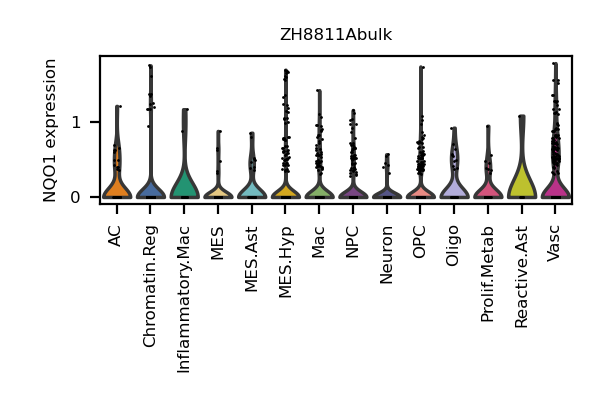 ZH8811Abulk
NQO1 expression
1
0
AC
Chromatin.Reg
Inflammatory.Mac
MES
MES.Ast
MES.Hyp
Mac
NPC
Neuron
OPC
Oligo
Prolif.Metab
Reactive.Ast
Vasc